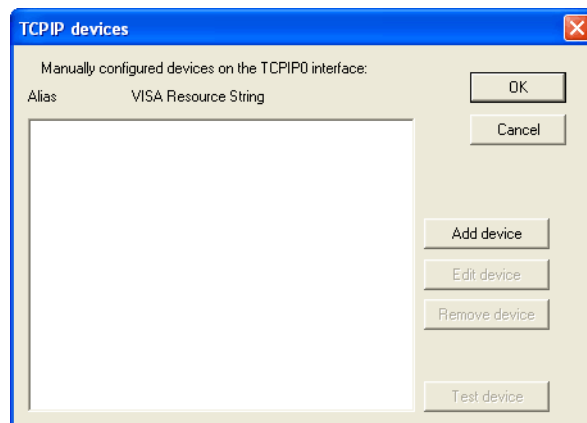 TCPIP devices
Manually configured devices on the TCPIP0 interface:
Alias VISA Resource String
OK
Cancel
Add device
Edit device
Remove device
Test device